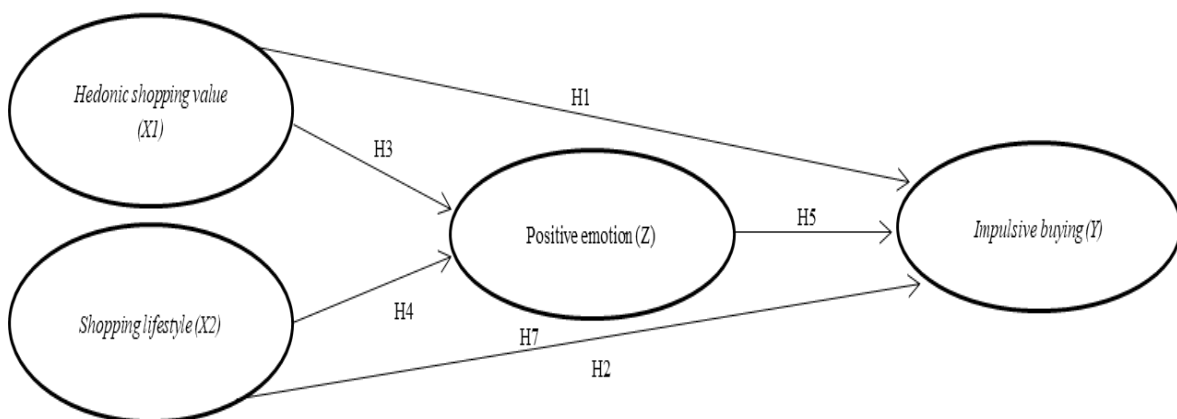 Hedonic shopping value
(X1)
H1
H3
Positive emotion (Z)
H5
Impulsive buying (Y)
Shopping lifestyle (X2)
H4
H7
H2